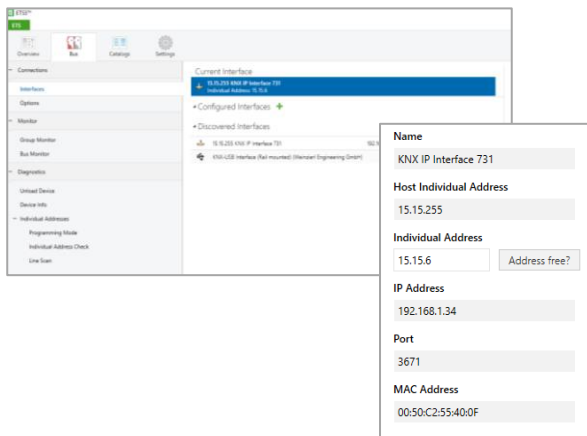 ETS5™
ETS
Overview
Bus
Catalogs
Settings
Connections
Interfaces
Options
Monitor
Group Monitor
Bus Monitor
Diagnostics
Unload Device
Device Info
Individual Addresses
Programming Mode
Individual Address Check
Line Scan
Current Interface
15.15.255 KNX IP Interface 731
Individual Address: 15.15.6
Configured Interfaces +
Discovered Interfaces
15.15.255 KNX IP Interface 731
KNX-USB Interface (Rail mounted) (Weinzierl Engineering GmbH)
Name
KNX IP Interface 731
Host Individual Address
15.15.255
Individual Address
15.15.6 Address free?
IP Address
192.168.1.34
Port
3671
MAC Address
00:50:C2:55:40:0F